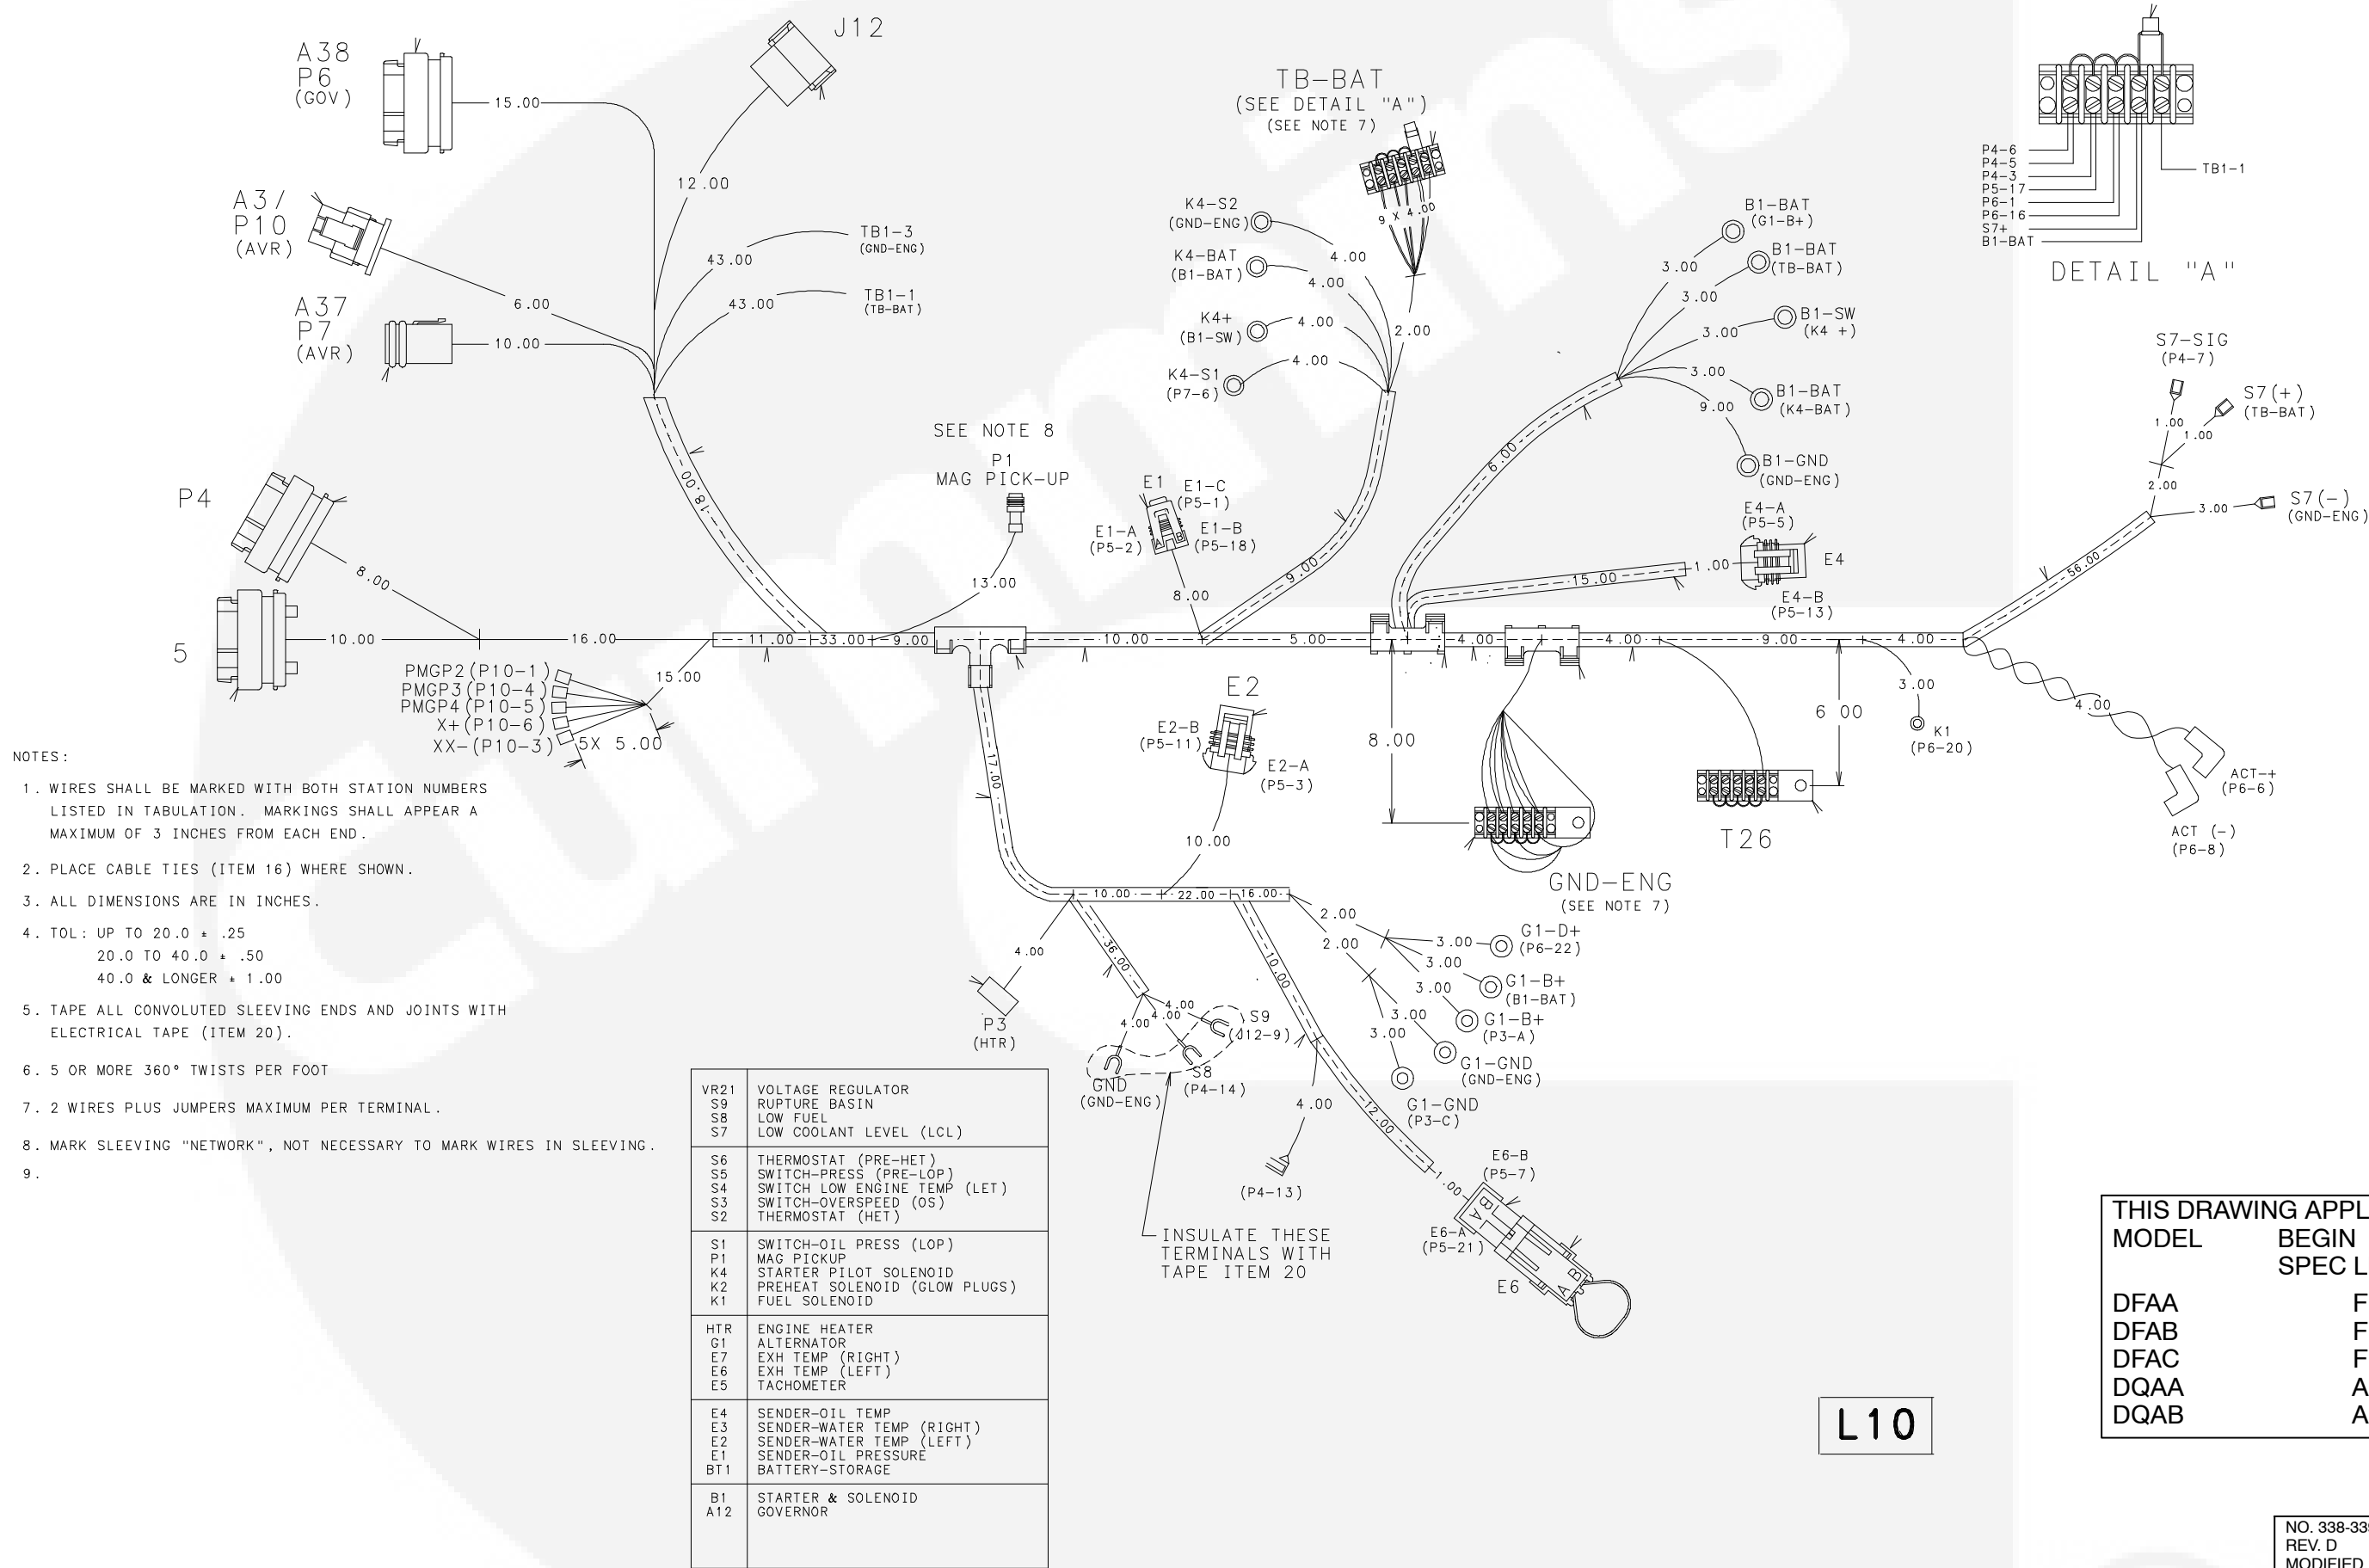 cummins
A38
P6
(GOV)
15.00
J12
12.00
A37
P10
(AVR)
6.00
A37
P7
(AVR)
10.00
43.00
TB1-3
(GND-ENG)
43.00
TB1-1
(TB-BAT)
18.00
TB-BAT
(SEE DETAIL "A")
(SEE NOTE 7)
9 X 4.00
K4-S2
(GND-ENG)
4.00
K4-BAT
(B1-BAT)
4.00
K4+
(B1-SW)
4.00
K4-S1
(P7-6)
4.00
2.00
B1-BAT
(G1-B+)
3.00
B1-BAT
(TB-BAT)
3.00
B1-SW
(K4 +)
3.00
B1-BAT
(K4-BAT)
3.00
9.00
B1-GND
(GND-ENG)
6.00
P4-6
P4-5
P4-3
P5-17
P6-1
P6-16
S7+
B1-BAT
TB1-1
DETAIL "A"
S7-SIG
(P4-7)
S7(+)
(TB-BAT)
1.00
1.00
2.00
S7(-)
(GND-ENG)
3.00
56.00
SEE NOTE 8
P1
MAG PICK-UP
13.00
E1
E1-C
(P5-1)
E1-A
(P5-2)
E1-B
(P5-18)
8.00
9.00
E4-A
(P5-5)
E4
E4-B
(P5-13)
15.00
1.00
P4
8.00
5
10.00
16.00
11.00
33.00
9.00
10.00
5.00
4.00
4.00
9.00
4.00
PMGP2(P10-1)
PMGP3(P10-4)
PMGP4(P10-5)
X+(P10-6)
XX-(P10-3)
15.00
5X 5.00
17.00
E2
E2-B
(P5-11)
E2-A
(P5-3)
10.00
8.00
GND-ENG
(SEE NOTE 7)
T26
6 00
3.00
K1
(P6-20)
4.00
ACT-+
(P6-6)
ACT (-)
(P6-8)
10.00
22.00
16.00
4.00
P3
(HTR)
36.00
4.00
4.00
4.00
GND
(GND-ENG)
S8
(P4-14)
S9
(J12-9)
10.00
2.00
2.00
3.00
G1-D+
(P6-22)
3.00
G1-B+
(B1-BAT)
3.00
G1-B+
(P3-A)
3.00
G1-GND
(GND-ENG)
3.00
G1-GND
(P3-C)
4.00
(P4-13)
12.00
1.00
E6-B
(P5-7)
E6-A
(P5-21)
B
A
B
A
E6
INSULATE THESE
TERMINALS WITH
TAPE ITEM 20
NOTES:
1. WIRES SHALL BE MARKED WITH BOTH STATION NUMBERS
LISTED IN TABULATION. MARKINGS SHALL APPEAR A
MAXIMUM OF 3 INCHES FROM EACH END.
2. PLACE CABLE TIES (ITEM 16) WHERE SHOWN.
3. ALL DIMENSIONS ARE IN INCHES.
4. TOL: UP TO 20.0 ± .25
20.0 TO 40.0 ± .50
40.0 & LONGER ± 1.00
5. TAPE ALL CONVOLUTED SLEEVING ENDS AND JOINTS WITH
ELECTRICAL TAPE (ITEM 20).
6. 5 OR MORE 360° TWISTS PER FOOT
7. 2 WIRES PLUS JUMPERS MAXIMUM PER TERMINAL.
8. MARK SLEEVING "NETWORK", NOT NECESSARY TO MARK WIRES IN SLEEVING.
9.
VR21 VOLTAGE REGULATOR
S9 RUPTURE BASIN
S8 LOW FUEL
S7 LOW COOLANT LEVEL (LCL)
S6 THERMOSTAT (PRE-HET)
S5 SWITCH-PRESS (PRE-LOP)
S4 SWITCH LOW ENGINE TEMP (LET)
S3 SWITCH-OVERSPEED (OS)
S2 THERMOSTAT (HET)
S1 SWITCH-OIL PRESS (LOP)
P1 MAG PICKUP
K4 STARTER PILOT SOLENOID
K2 PREHEAT SOLENOID (GLOW PLUGS)
K1 FUEL SOLENOID
HTR ENGINE HEATER
G1 ALTERNATOR
E7 EXH TEMP (RIGHT)
E6 EXH TEMP (LEFT)
E5 TACHOMETER
E4 SENDER-OIL TEMP
E3 SENDER-WATER TEMP (RIGHT)
E2 SENDER-WATER TEMP (LEFT)
E1 SENDER-OIL PRESSURE
BT1 BATTERY-STORAGE
B1 STARTER & SOLENOID
A12 GOVERNOR
L10
THIS DRAWING APPL
MODEL BEGIN
SPEC L
DFAA F
DFAB F
DFAC F
DQAA A
DQAB A
NO. 338-339
REV. D
MODIFIED